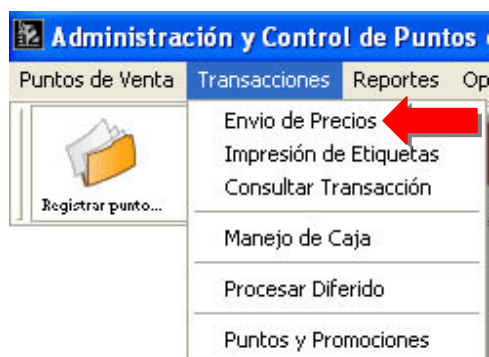 Administración y Control de Puntos
Puntos de Venta Transacciones Reportes Op
Envio de Precios
Impresión de Etiquetas
Consultar Transacción
Registrar punto...
Manejo de Caja
Procesar Diferido
Puntos y Promociones